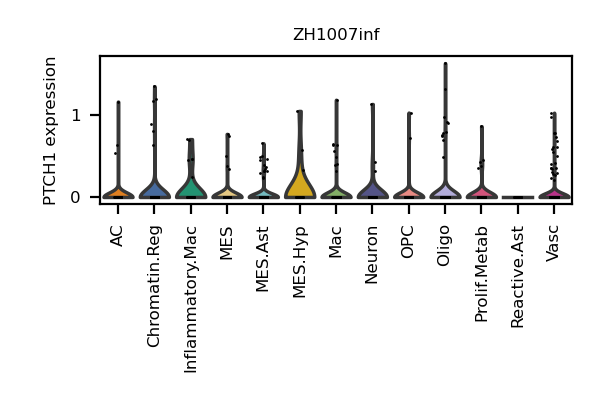 ZH1007inf
PTCH1 expression
1
0
AC
Chromatin.Reg
Inflammatory.Mac
MES
MES.Ast
MES.Hyp
Mac
Neuron
OPC
Oligo
Prolif.Metab
Reactive.Ast
Vasc